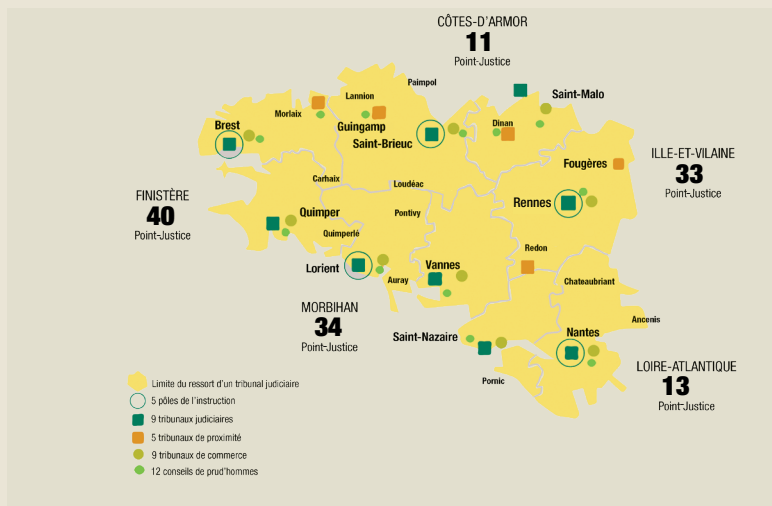 CÔTES-D'ARMOR
11
Point-Justice
Paimpol
Lannion
Saint-Malo
Morlaix
Brest
Guingamp
Dinan
Saint-Brieuc
ILLE-ET-VILAINE
33
Point-Justice
Fougères
Carhaix
Loudéac
FINISTÈRE
40
Point-Justice
Rennes
Quimper
Pontivy
Quimperlé
Redon
Lorient
Vannes
Auray
Chateaubriant
MORBIHAN
34
Point-Justice
Ancenis
Saint-Nazaire
Nantes
LOIRE-ATLANTIQUE
13
Point-Justice
Pornic
Limite du ressort d'un tribunal judiciaire
5 pôles de l'instruction
9 tribunaux judiciaires
5 tribunaux de proximité
9 tribunaux de commerce
12 conseils de prud'hommes